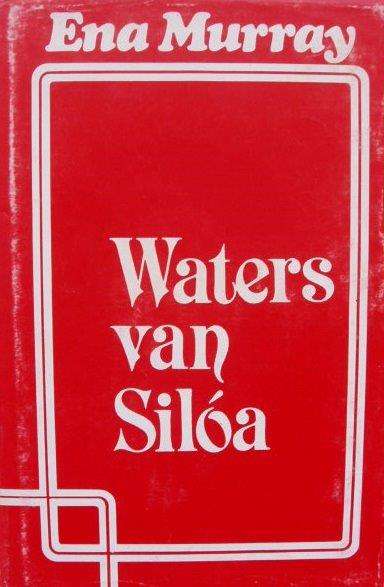 Ena Murray
Waters
van
Silóa